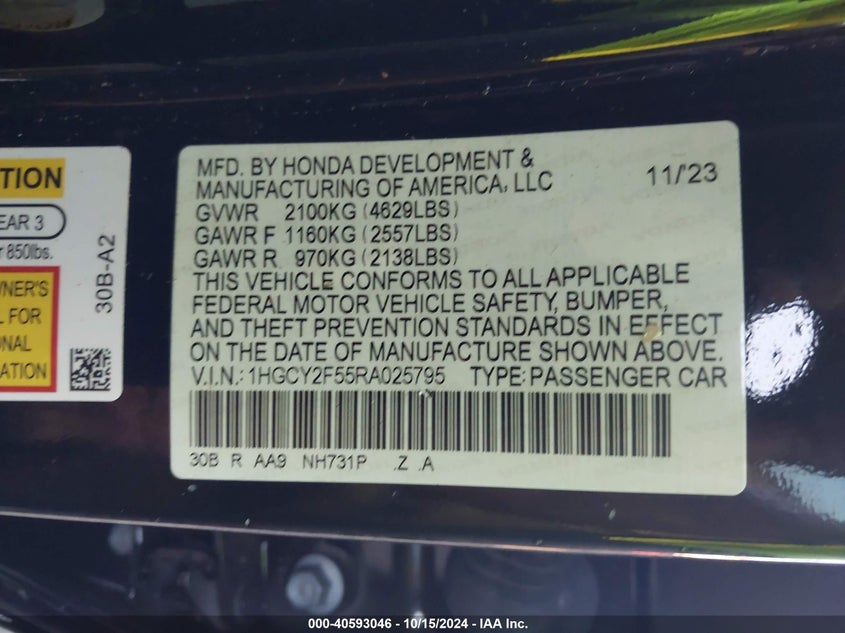 TION
EAR 3
850lbs.
NER'S
L FOR
ONAL
ATION
30B-A2
MFD. BY HONDA DEVELOPMENT &
MANUFACTURING OF AMERICA, LLC 11/'23
GVWR 2100KG (4629LBS)
GAWR F 1160KG (2557LBS)
GAWR R 970KG (2138LBS)
THIS VEHICLE CONFORMS TO ALL APPLICABLE
FEDERAL MOTOR VEHICLE SAFETY, BUMPER,
AND THEFT PREVENTION STANDARDS IN EFFECT
ON THE DATE OF MANUFACTURE SHOWN ABOVE.
V.I.N.: 1HGCY2F55RA025795 TYPE: PASSENGER CAR
30B R AA9 NH731P .Z .A
000-40593046 - 10/15/2024 - IAA Inc.